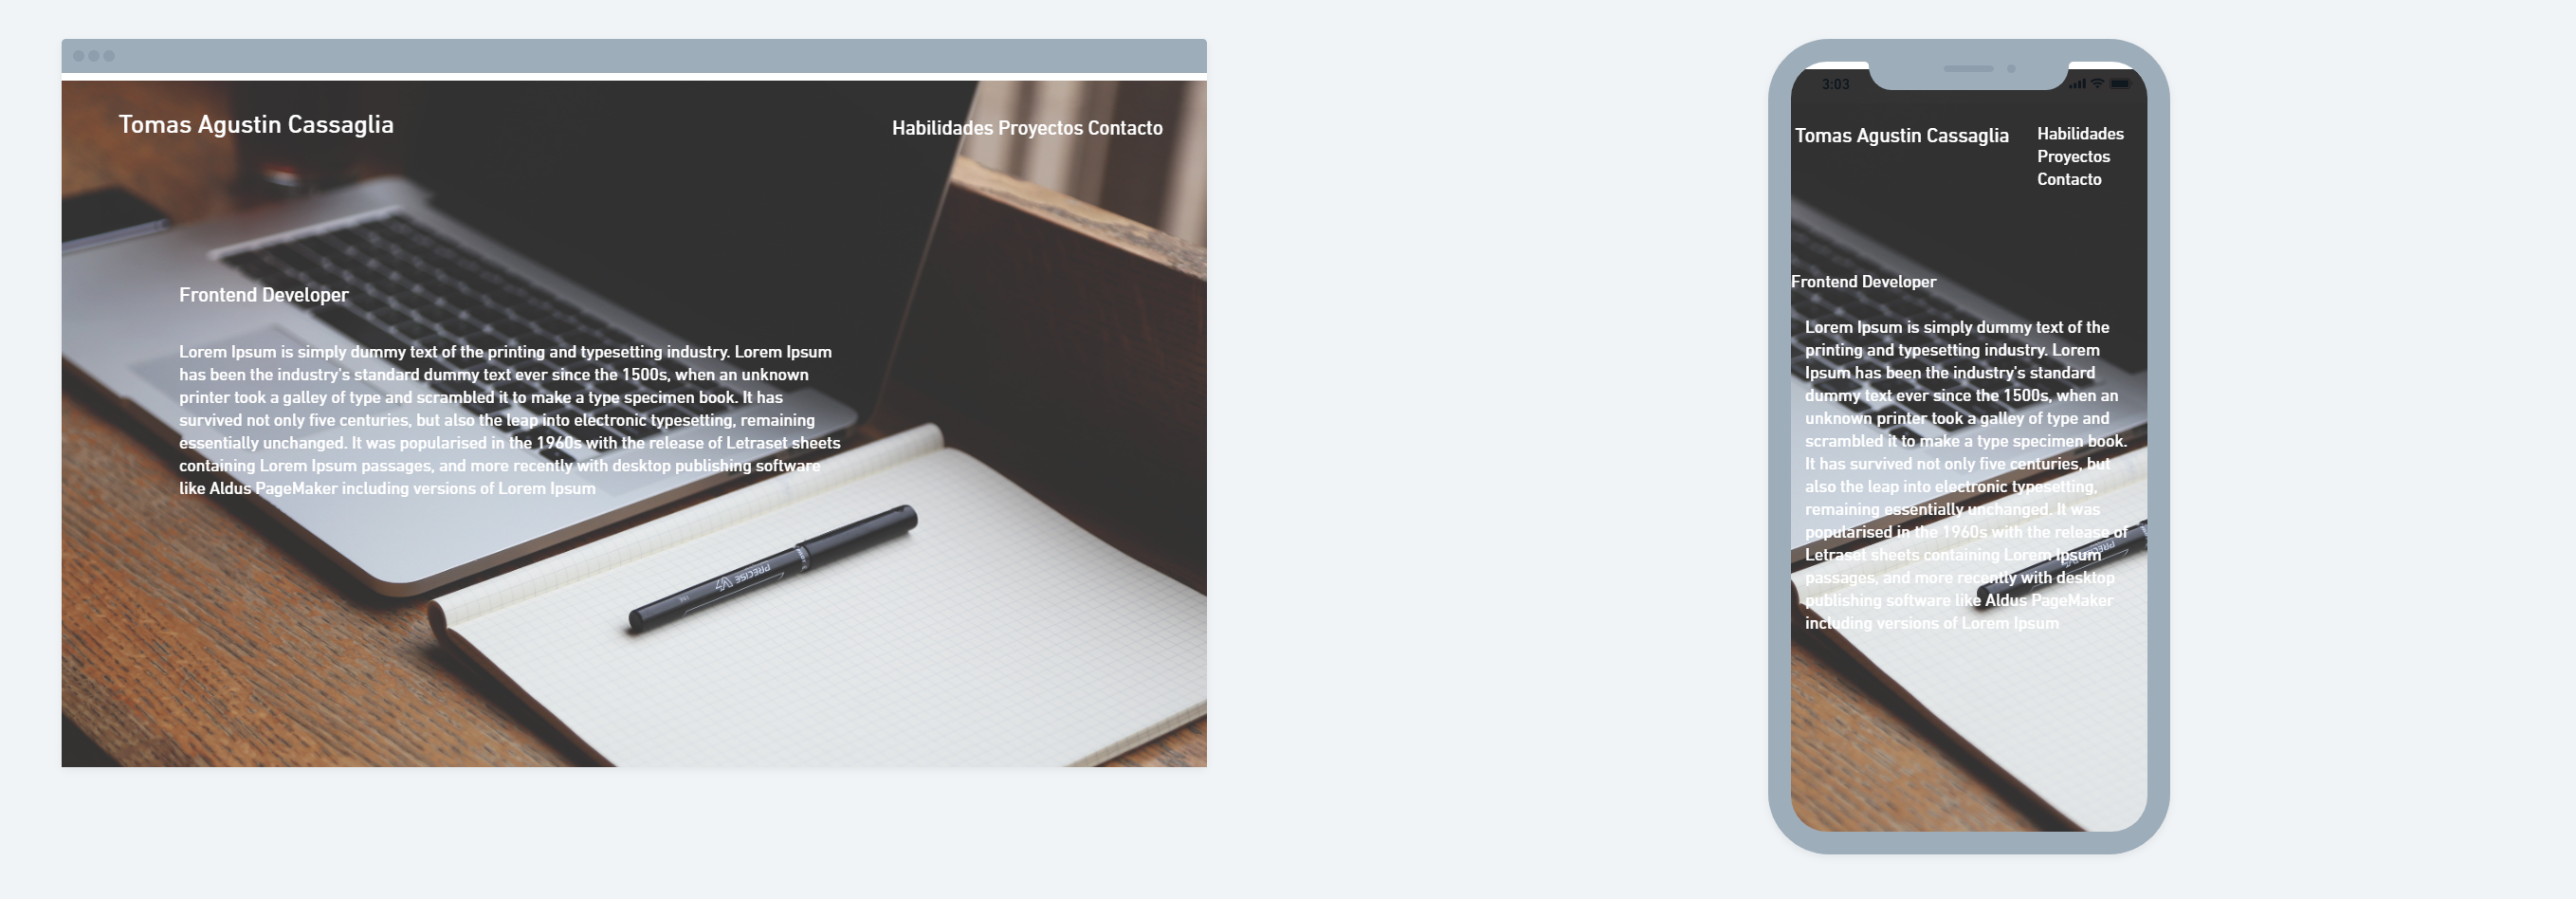 Tomas Agustin Cassaglia
Habilidades Proyectos Contacto
Frontend Developer
Lorem Ipsum is simply dummy text of the printing and typesetting industry. Lorem Ipsum
has been the industry's standard dummy text ever since the 1500s, when an unknown
printer took a galley of type and scrambled it to make a type specimen book. It has
survived not only five centuries, but also the leap into electronic typesetting, remaining
essentially unchanged. It was popularised in the 1960s with the release of Letraset sheets
containing Lorem Ipsum passages, and more recently with desktop publishing software
like Aldus PageMaker including versions of Lorem Ipsum
PRECISE V7
3:03
Tomas Agustin Cassaglia
Habilidades
Proyectos
Contacto
Frontend Developer
Lorem Ipsum is simply dummy text of the
printing and typesetting industry. Lorem
Ipsum has been the industry's standard
dummy text ever since the 1500s, when an
unknown printer took a galley of type and
scrambled it to make a type specimen book.
It has survived not only five centuries, but
also the leap into electronic typesetting,
remaining essentially unchanged. It was
popularised in the 1960s with the release of
Letraset sheets containing Lorem Ipsum
passages, and more recently with desktop
publishing software like Aldus PageMaker
including versions of Lorem Ipsum
PRECISE V7